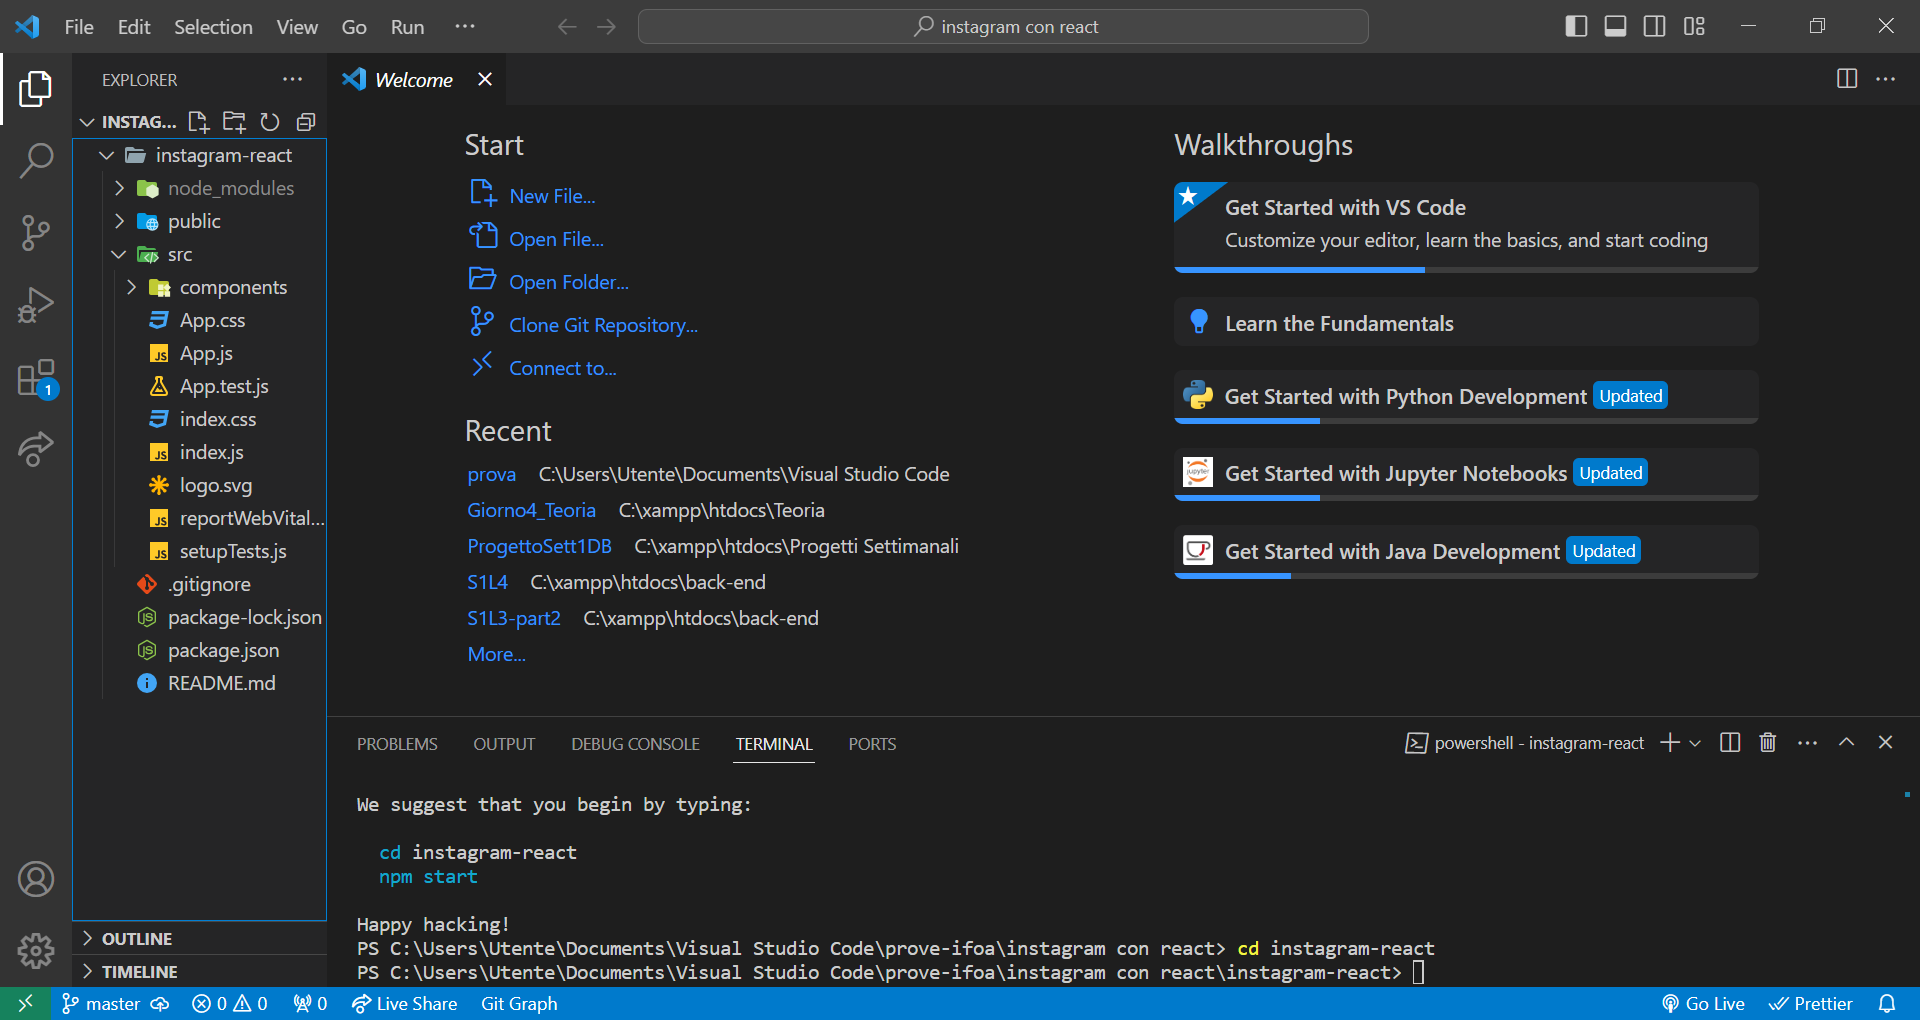 File Edit Selection View Go Run ···
instagram con react
EXPLORER
INSTAG...
instagram-react
node_modules
public
src
components
App.css
App.js
App.test.js
index.css
index.js
logo.svg
reportWebVital...
setupTests.js
.gitignore
package-lock.json
package.json
README.md
OUTLINE
TIMELINE
1
Welcome
Start
New File...
Open File...
Open Folder...
Clone Git Repository...
Connect to...
Recent
prova C:\Users\Utente\Documents\Visual Studio Code
Giorno4_Teoria C:\xampp\htdocs\Teoria
ProgettoSett1DB C:\xampp\htdocs\Progetti Settimanali
S1L4 C:\xampp\htdocs\back-end
S1L3-part2 C:\xampp\htdocs\back-end
More...
Walkthroughs
Get Started with VS Code
Customize your editor, learn the basics, and start coding
Learn the Fundamentals
Get Started with Python Development Updated
Get Started with Jupyter Notebooks Updated
Get Started with Java Development Updated
PROBLEMS OUTPUT DEBUG CONSOLE TERMINAL PORTS
powershell - instagram-react
We suggest that you begin by typing:
cd instagram-react
npm start
Happy hacking!
PS C:\Users\Utente\Documents\Visual Studio Code\prove-ifoa\instagram con react> cd instagram-react
PS C:\Users\Utente\Documents\Visual Studio Code\prove-ifoa\instagram con react\instagram-react>
master 0 0 0 Live Share Git Graph
Go Live Prettier